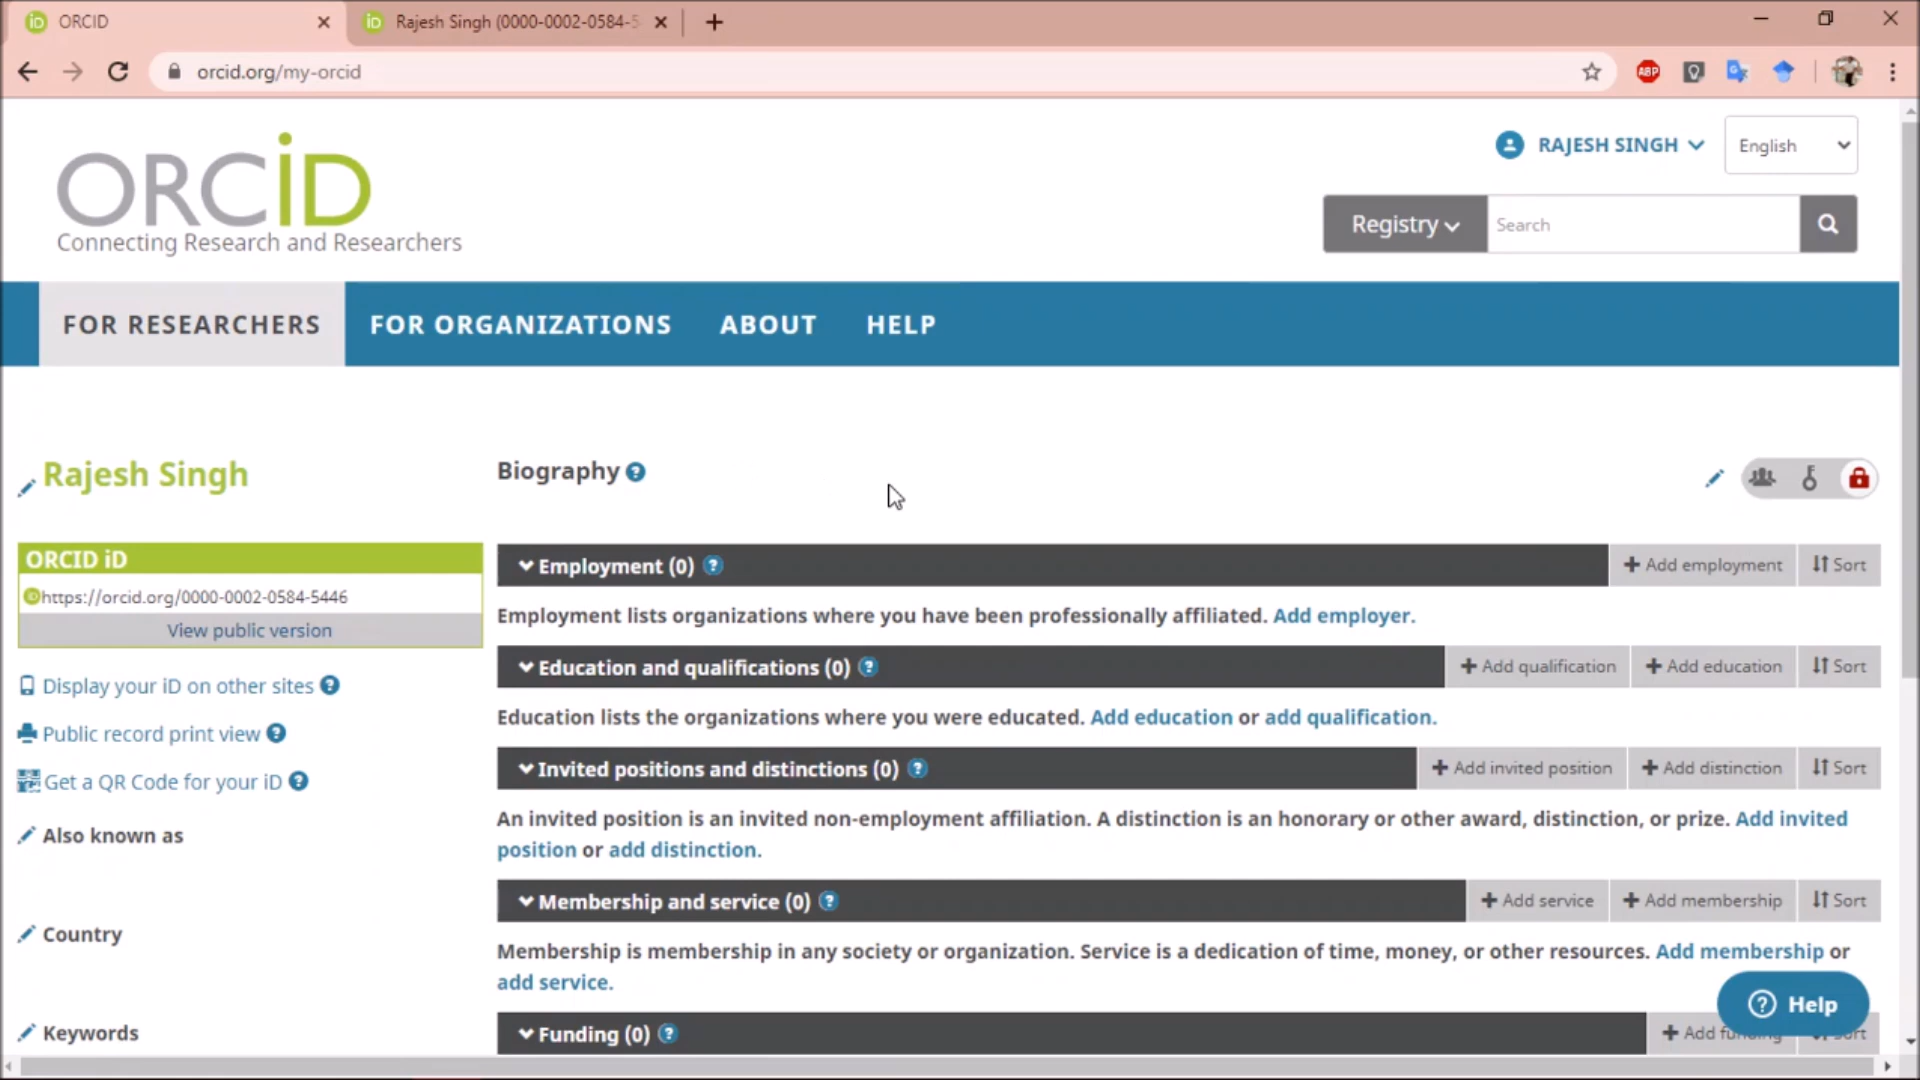 ORCID
Rajesh Singh (0000-0002-0584-5
orcid.org/my-orcid
ABP
ORCiD
Connecting Research and Researchers
RAJESH SINGH
English
Registry
Search
FOR RESEARCHERS
FOR ORGANIZATIONS
ABOUT
HELP
Rajesh Singh
ORCID iD
iD https://orcid.org/0000-0002-0584-5446
View public version
Display your iD on other sites ?
Public record print view ?
Get a QR Code for your iD ?
Also known as
Country
Keywords
Biography ?
Employment (0) ?
Add employment
Sort
Employment lists organizations where you have been professionally affiliated. Add employer.
Education and qualifications (0) ?
Add qualification
Add education
Sort
Education lists the organizations where you were educated. Add education or add qualification.
Invited positions and distinctions (0) ?
Add invited position
Add distinction
Sort
An invited position is an invited non-employment affiliation. A distinction is an honorary or other award, distinction, or prize. Add invited
position or add distinction.
Membership and service (0) ?
Add service
Add membership
Sort
Membership is membership in any society or organization. Service is a dedication of time, money, or other resources. Add membership or
add service.
Funding (0) ?
Add funding
Sort
? Help